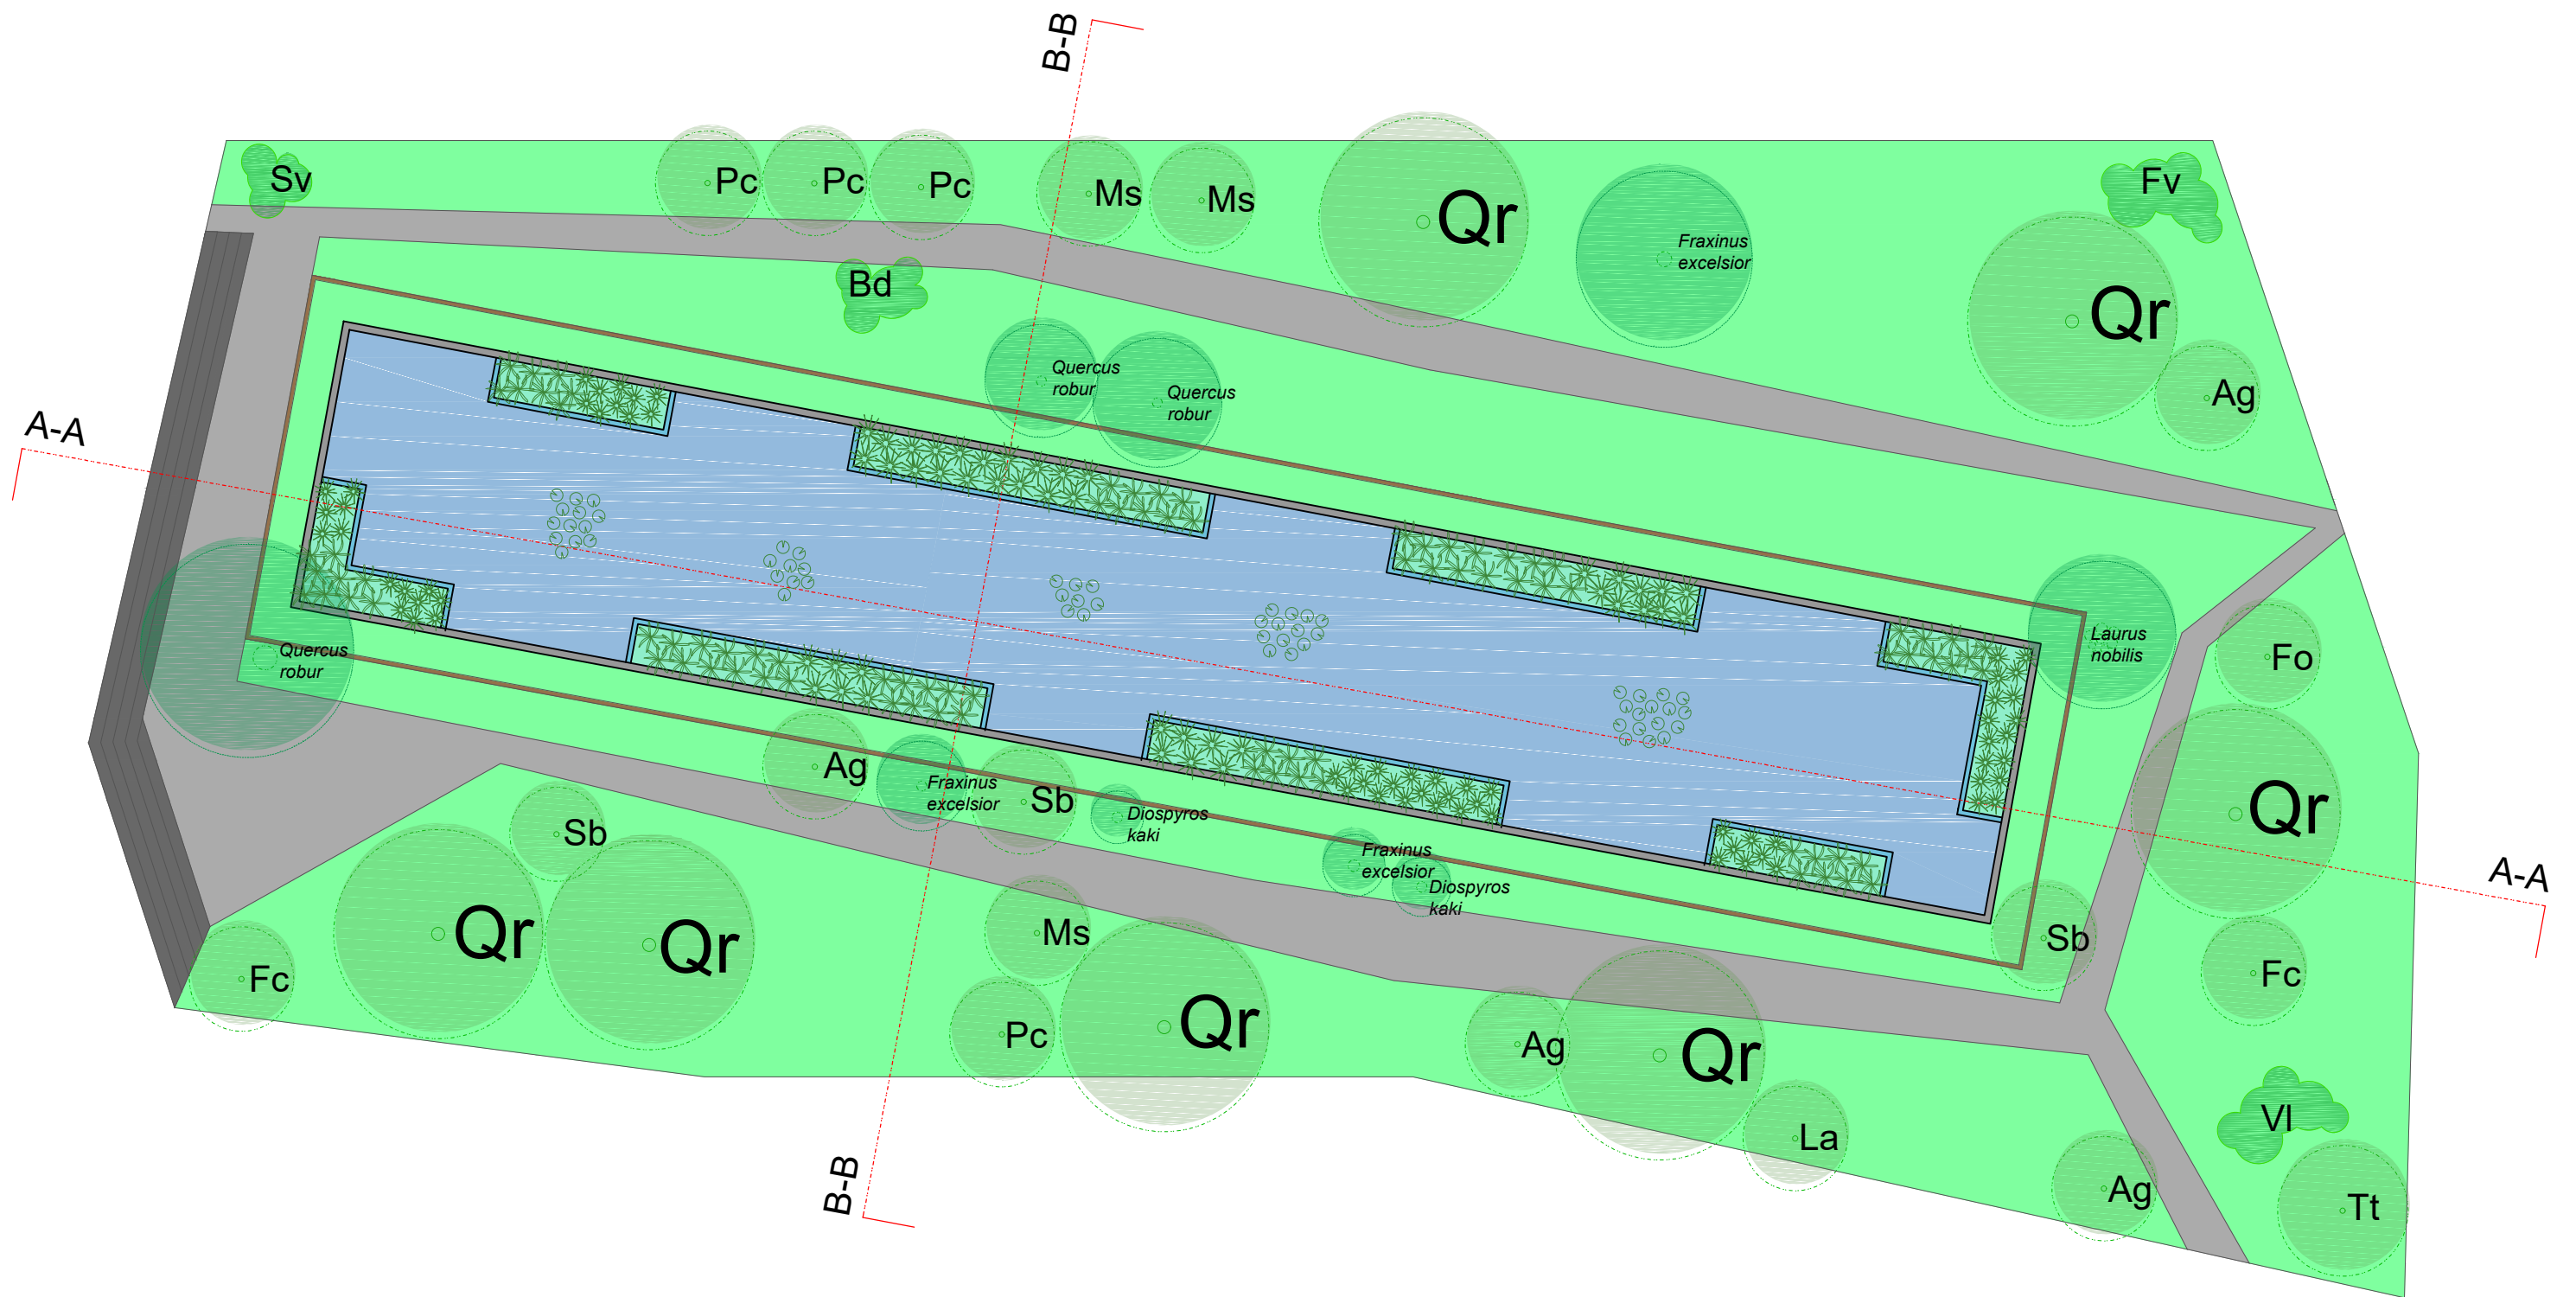 B-B
Sv
Pc
Pc
Pc
Ms
Ms
Qr
Fraxinus
excelsior
Fv
Qr
Ag
Bd
Quercus
robur
Quercus
robur
A-A
Quercus
robur
Laurus
nobilis
Fo
Qr
A-A
Ag
Fraxinus
excelsior
Sb
Diospyros
kaki
Fraxinus
excelsior
Diospyros
kaki
Sb
Sb
Qr
Qr
Fc
Ms
Pc
Qr
Fc
Ag
Qr
La
Vl
Ag
Tt
B-B